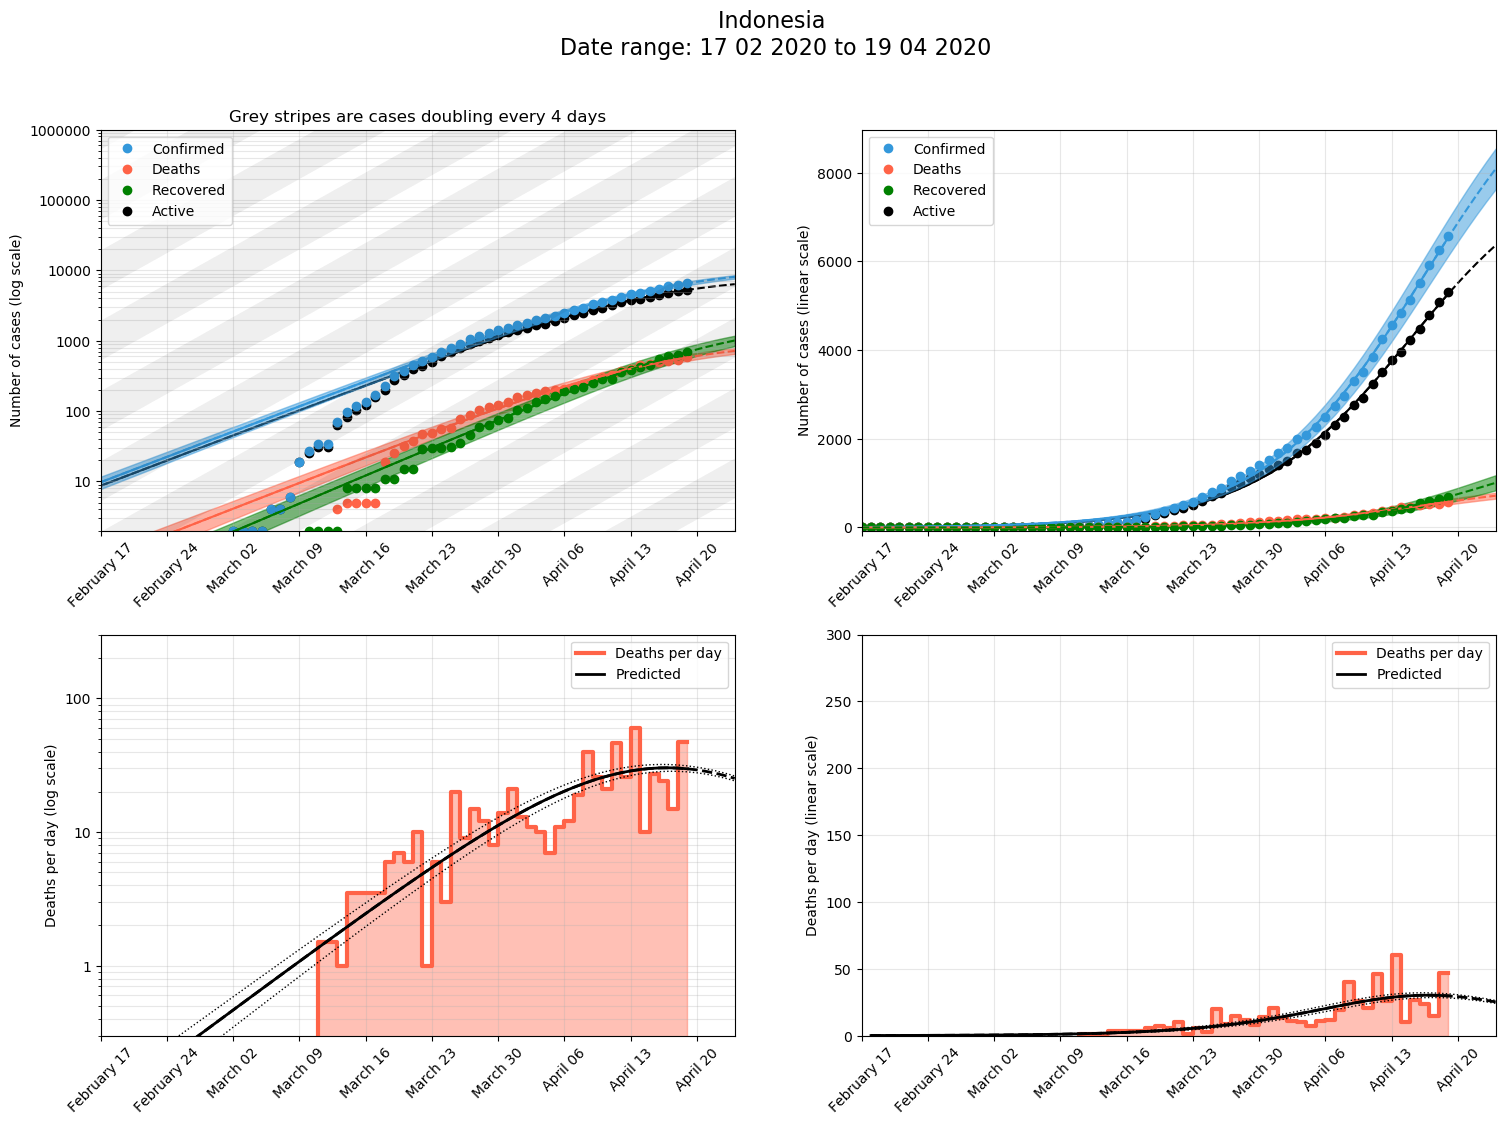 Indonesia
Date range: 17 02 2020 to 19 04 2020
Grey stripes are cases doubling every 4 days
Number of cases (log scale)
1000000
100000
10000
1000
100
10
Confirmed
Deaths
Recovered
Active
February 17
February 24
March 02
March 09
March 16
March 23
March 30
April 06
April 13
April 20
Number of cases (linear scale)
8000
6000
4000
2000
0
Confirmed
Deaths
Recovered
Active
February 17
February 24
March 02
March 09
March 16
March 23
March 30
April 06
April 13
April 20
Deaths per day (log scale)
100
10
1
Deaths per day
Predicted
February 17
February 24
March 02
March 09
March 16
March 23
March 30
April 06
April 13
April 20
Deaths per day (linear scale)
300
250
200
150
100
50
0
Deaths per day
Predicted
February 17
February 24
March 02
March 09
March 16
March 23
March 30
April 06
April 13
April 20